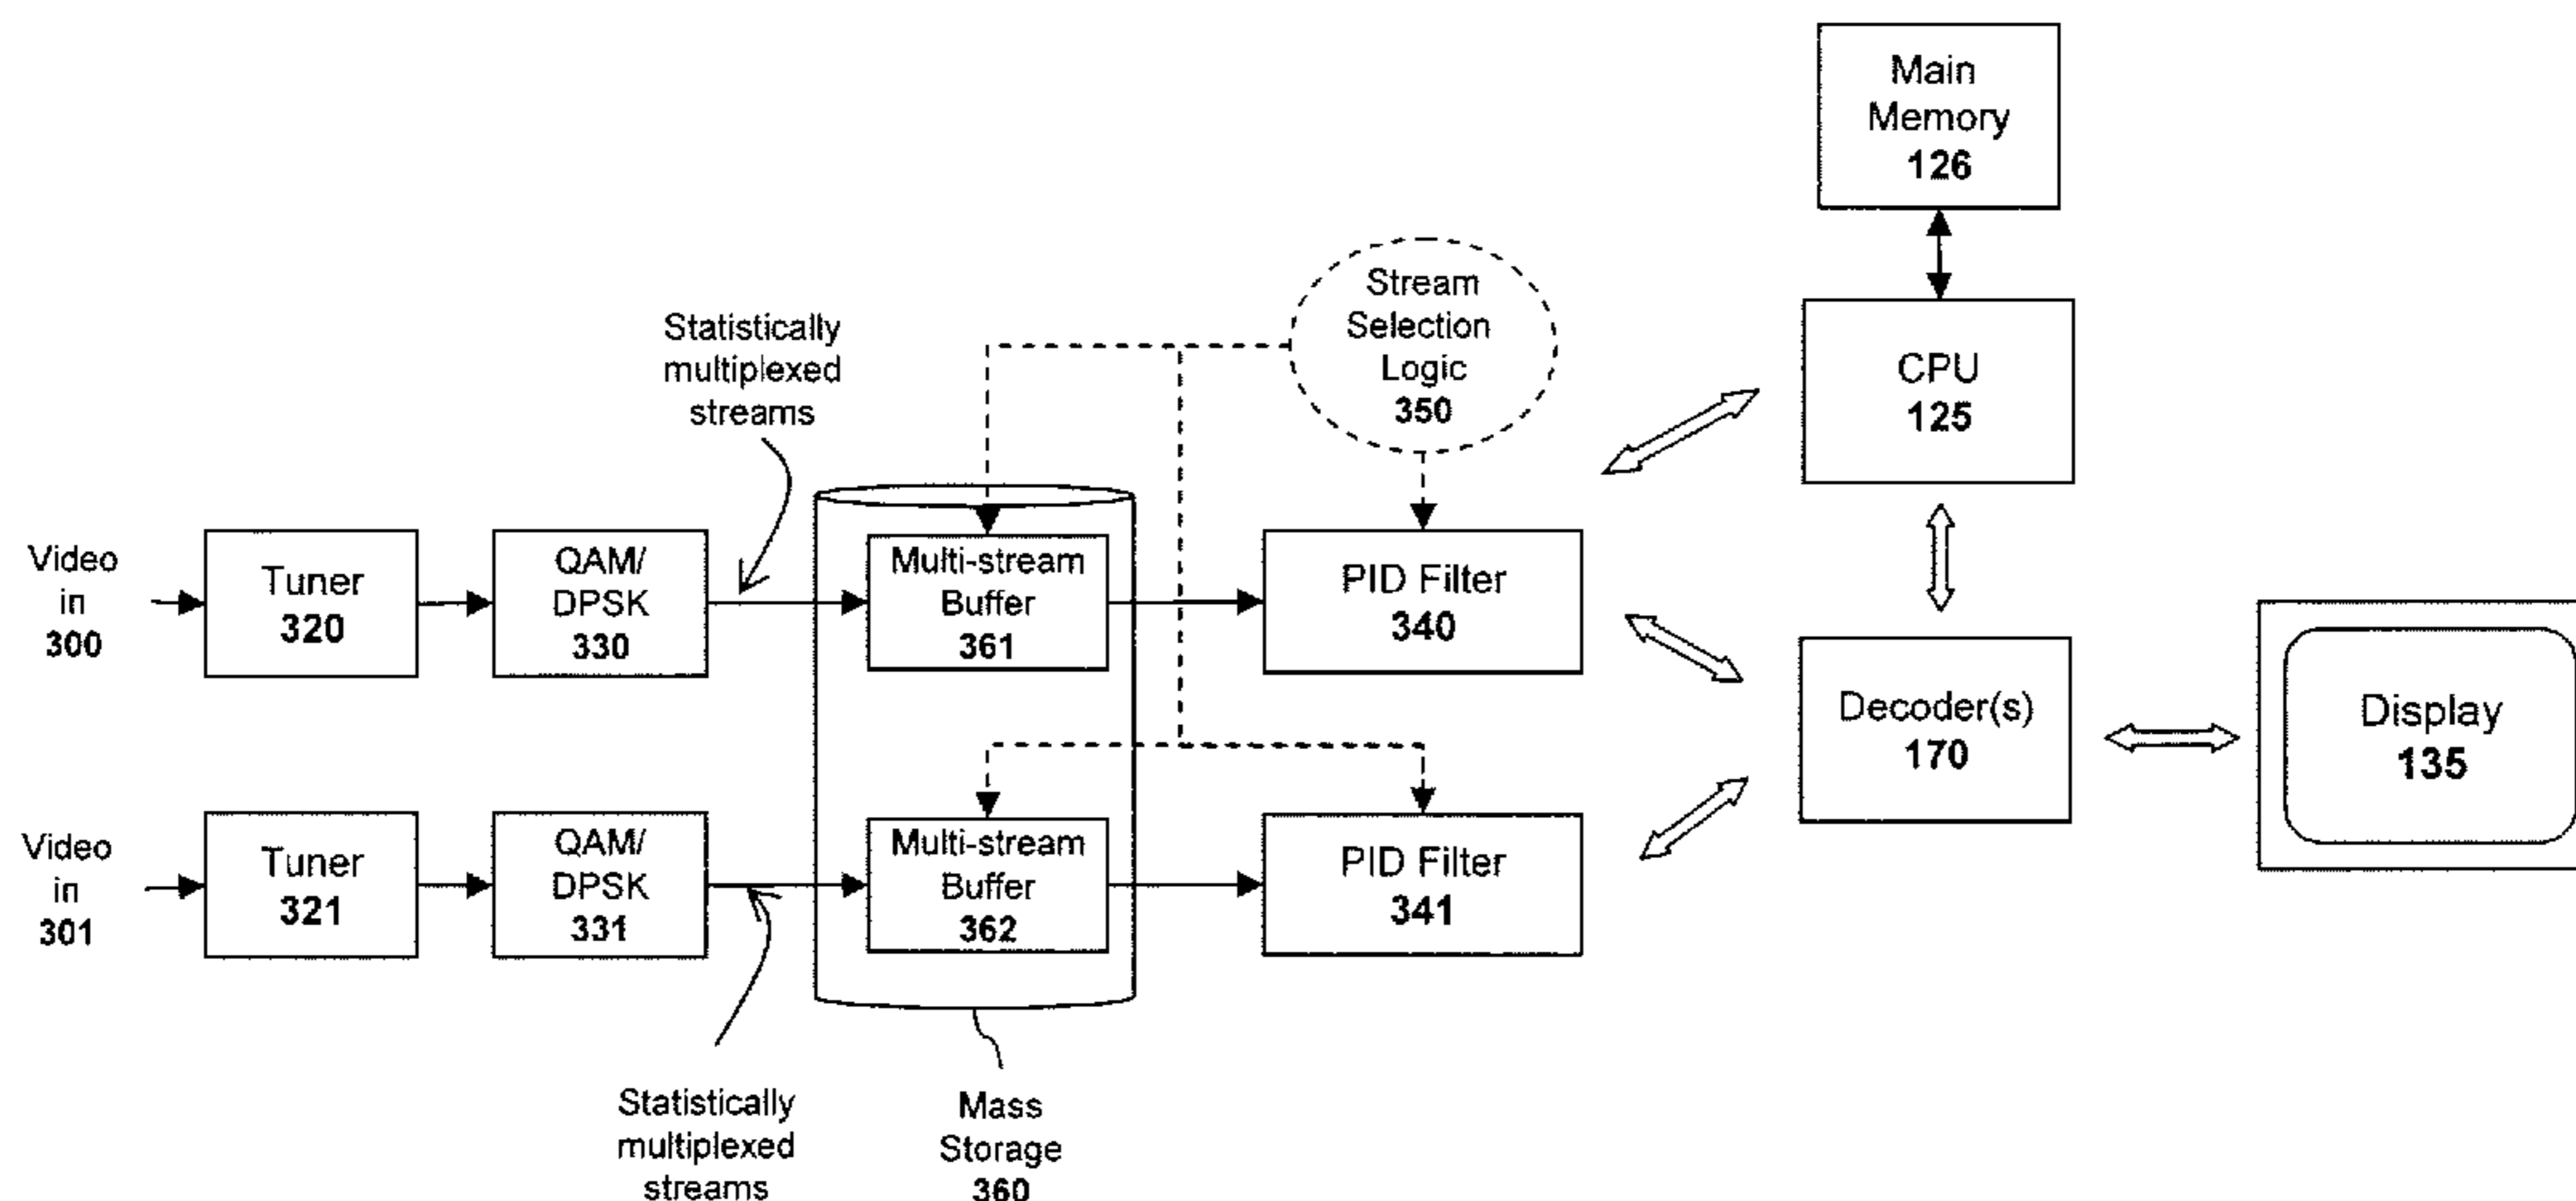 Main
Memory
126
Stream
Selection
Logic
350
CPU
125
Statistically
multiplexed
streams
Video
in
300
Tuner
320
QAM/
DPSK
330
Multi-stream
Buffer
361
PID Filter
340
Decoder(s)
170
Display
135
Video
in
301
Tuner
321
QAM/
DPSK
331
Multi-stream
Buffer
362
PID Filter
341
Statistically
multiplexed
streams
Mass
Storage
360